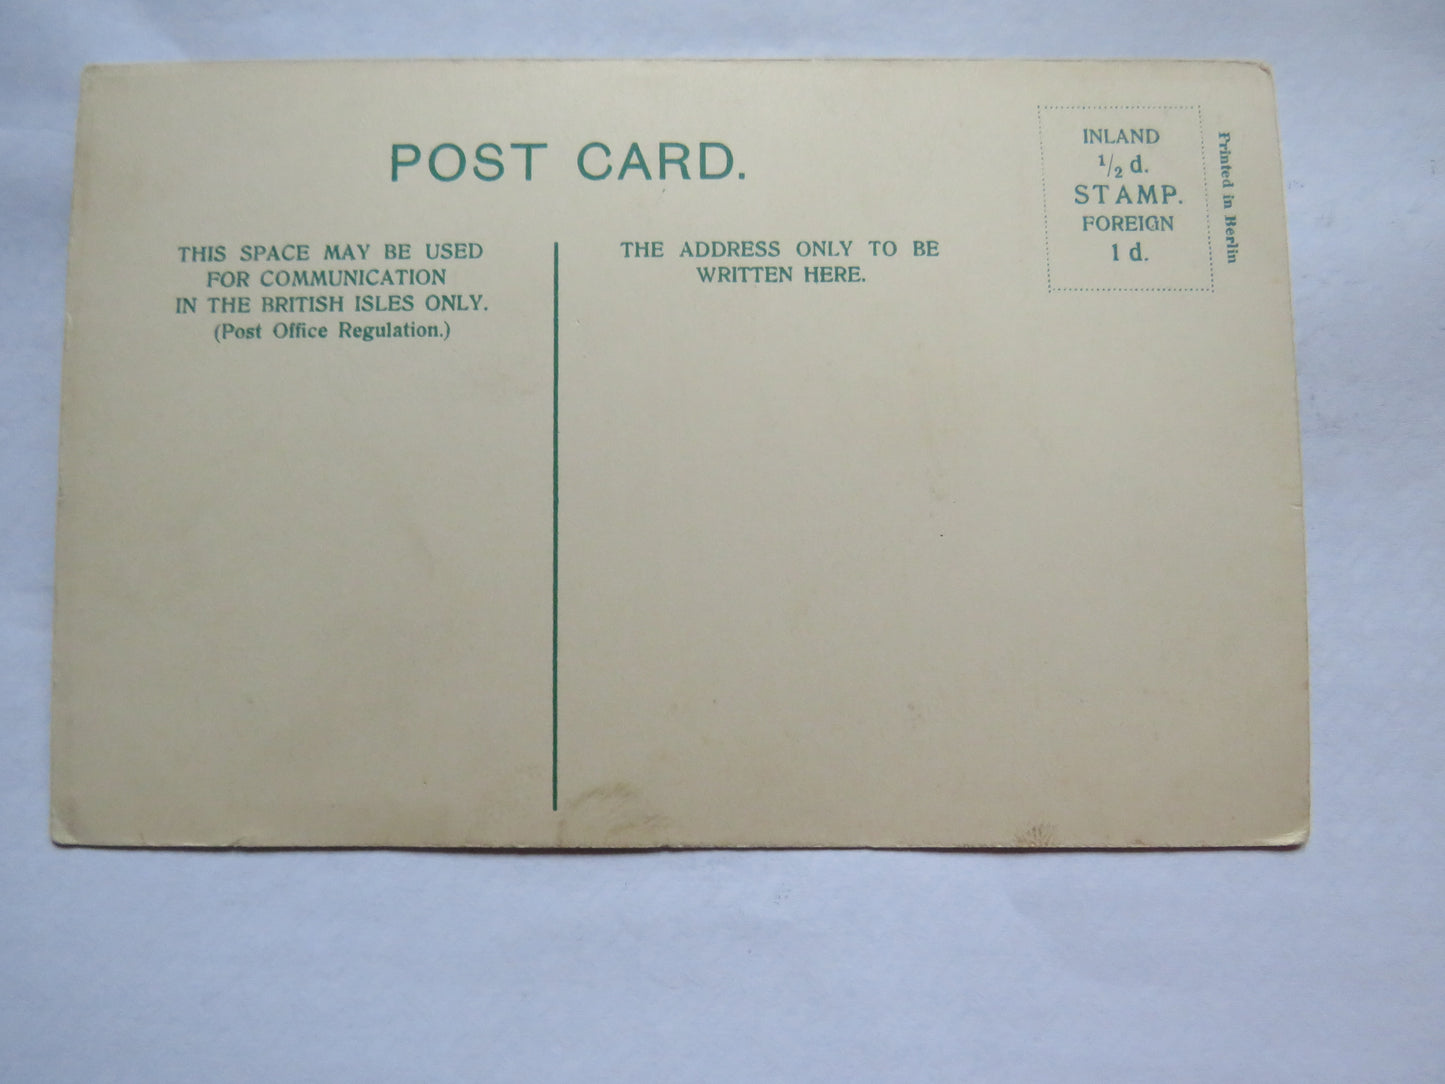 POST CARD.
THIS SPACE MAY BE USED
FOR COMMUNICATION
IN THE BRITISH ISLES ONLY.
(Post Office Regulation.)
THE ADDRESS ONLY TO BE
WRITTEN HERE.
INLAND
½ d.
STAMP.
FOREIGN
1 d.
Printed in Berlin